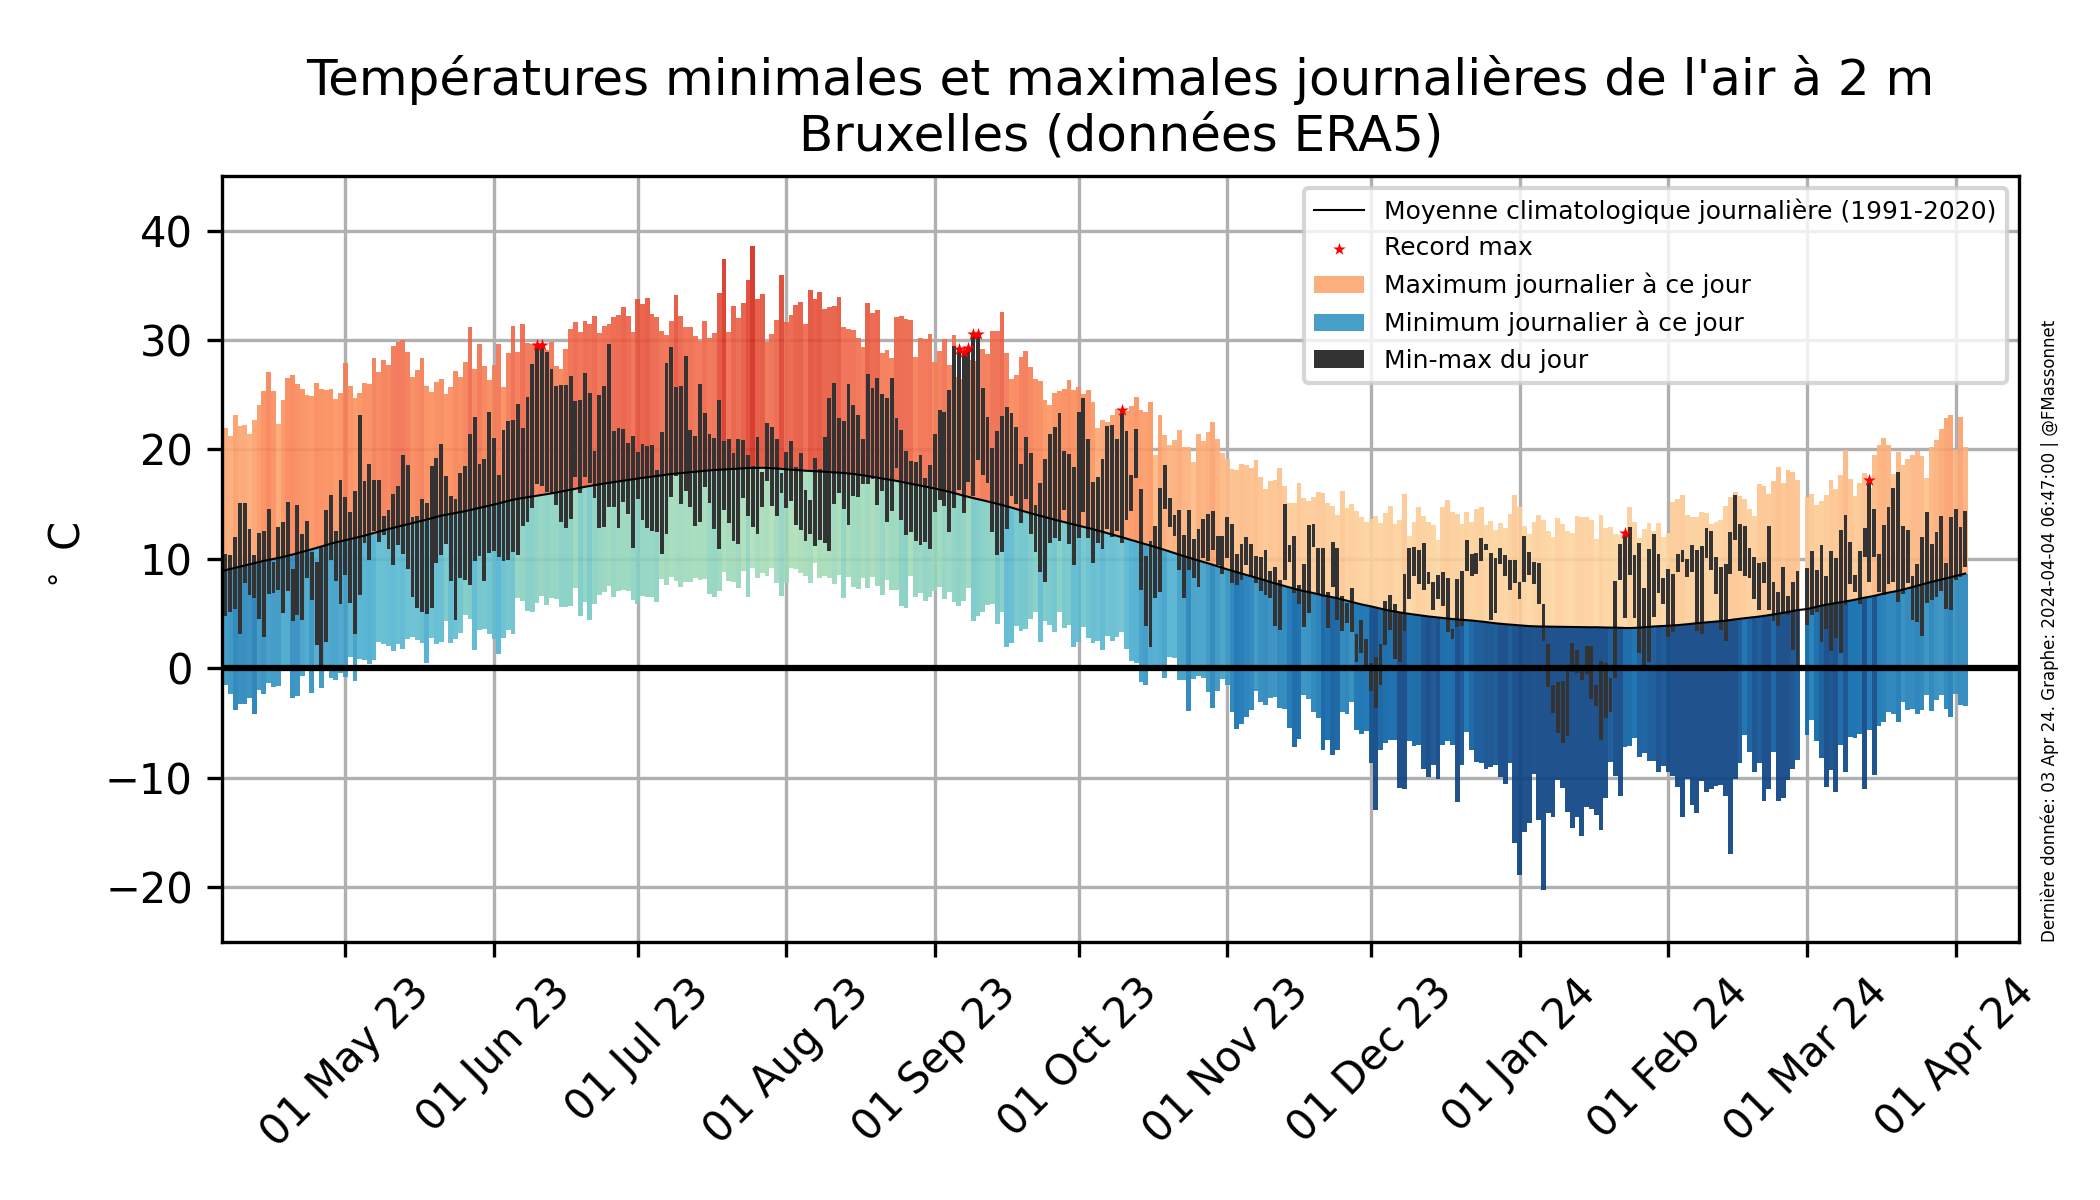 Températures minimales et maximales journalières de l'air à 2 m
Bruxelles (données ERA5)
Moyenne climatologique journalière (1991-2020)
Record max
Maximum journalier à ce jour
Minimum journalier à ce jour
Min-max du jour
40
30
20
10
0
−10
−20
° C
01 May 23
01 Jun 23
01 Jul 23
01 Aug 23
01 Sep 23
01 Oct 23
01 Nov 23
01 Dec 23
01 Jan 24
01 Feb 24
01 Mar 24
01 Apr 24
Dernière donnée: 03 Apr 24. Graphe: 2024-04-04 06:47:00 | @FMassonnet